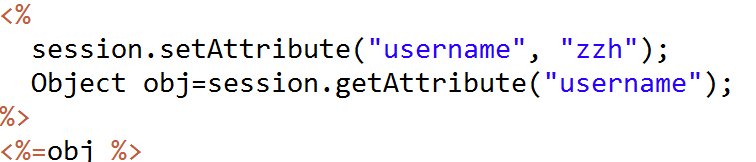 <%
session.setAttribute("username", "zzh");
Object obj=session.getAttribute("username");
%>
<%=obj %>